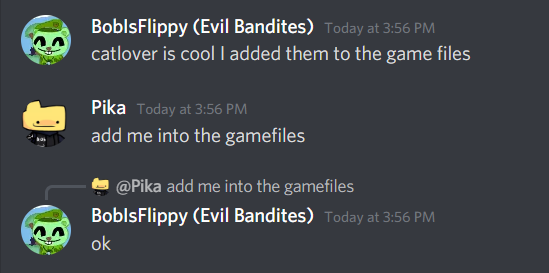 BobIsFlippy (Evil Bandites) Today at 3:56 PM
catlover is cool I added them to the game files
Pika Today at 3:56 PM
add me into the gamefiles
@Pika add me into the gamefiles
BobIsFlippy (Evil Bandites) Today at 3:56 PM
ok